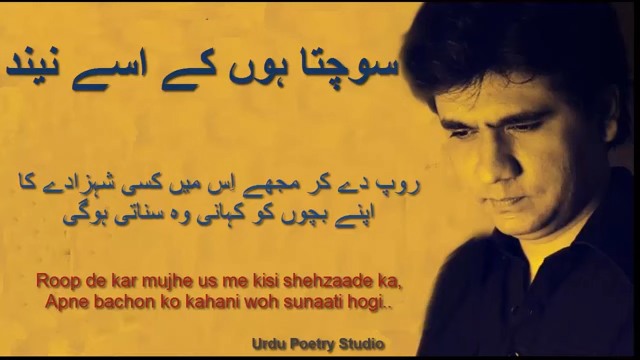 سوچتا ہوں کے اسے نیند
روپ دے کر مجھے اِس میں کسی شہزادے کا
اپنے بچوں کو کہانی وہ سناتی ہوگی
Roop de kar mujhe us me kisi shehzaade ka,
Apne bachon ko kahani woh sunaati hogi..
Urdu Poetry Studio